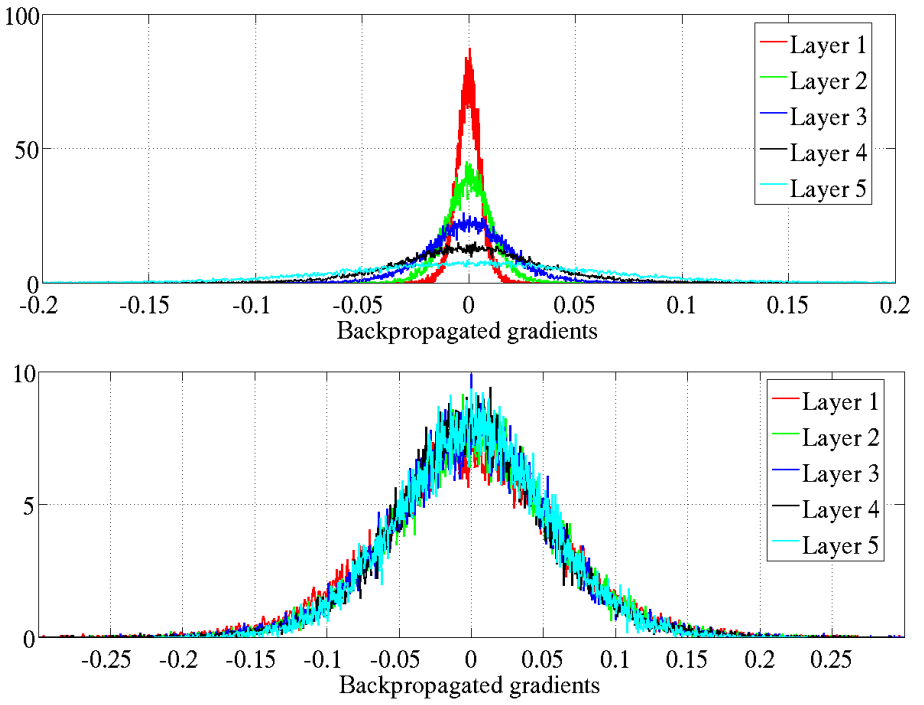 100
50
0
-0.2 -0.15 -0.1 -0.05 0 0.05 0.1 0.15 0.2
Backpropagated gradients
Layer 1
Layer 2
Layer 3
Layer 4
Layer 5
10
5
0
-0.25 -0.2 -0.15 -0.1 -0.05 0 0.05 0.1 0.15 0.2 0.25
Backpropagated gradients
Layer 1
Layer 2
Layer 3
Layer 4
Layer 5